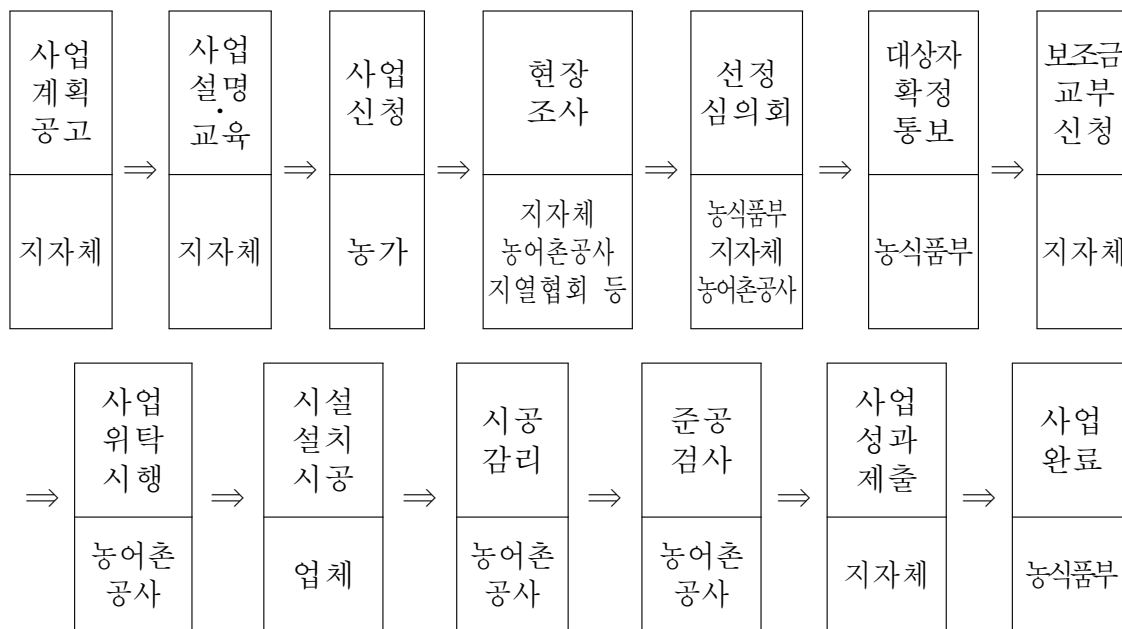 사업
계획
공고
⇒
사업
설명
·
교육
⇒
사업
신청
⇒
현장
조사
⇒
선정
심의회
⇒
대상자
확정
통보
⇒
보조금
교부
신청
지자체
지자체
농가
지자체
농어촌공사
지열협회 등
농식품부
지자체
농어촌공사
농식품부
지자체
⇒
사업
위탁
시행
⇒
시설
설치
시공
⇒
시공
감리
⇒
준공
검사
⇒
사업
성과
제출
⇒
사업
완료
농어촌
공사
업체
농어촌
공사
농어촌
공사
지자체
농식품부